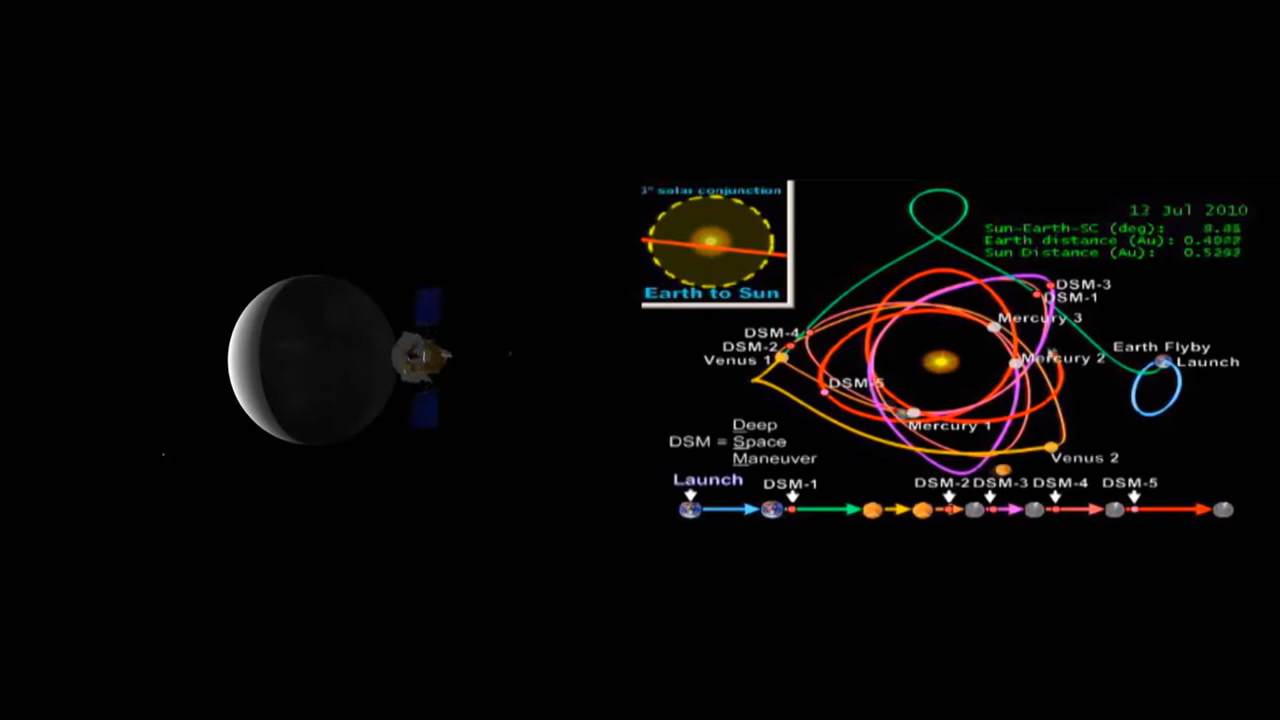 3° solar conjunction
Earth to Sun
13 Jul 2010
Sun-Earth-SC (deg):
Earth distance (Au):
Sun Distance (Au):
DSM-3
DSM-1
Mercury 3
DSM-4
DSM-2
Venus 1
Mercury 2
Earth Flyby
Launch
DSM-5
Mercury 1
Deep
DSM = Space
Maneuver
Venus 2
Launch
DSM-1
DSM-2
DSM-3
DSM-4
DSM-5